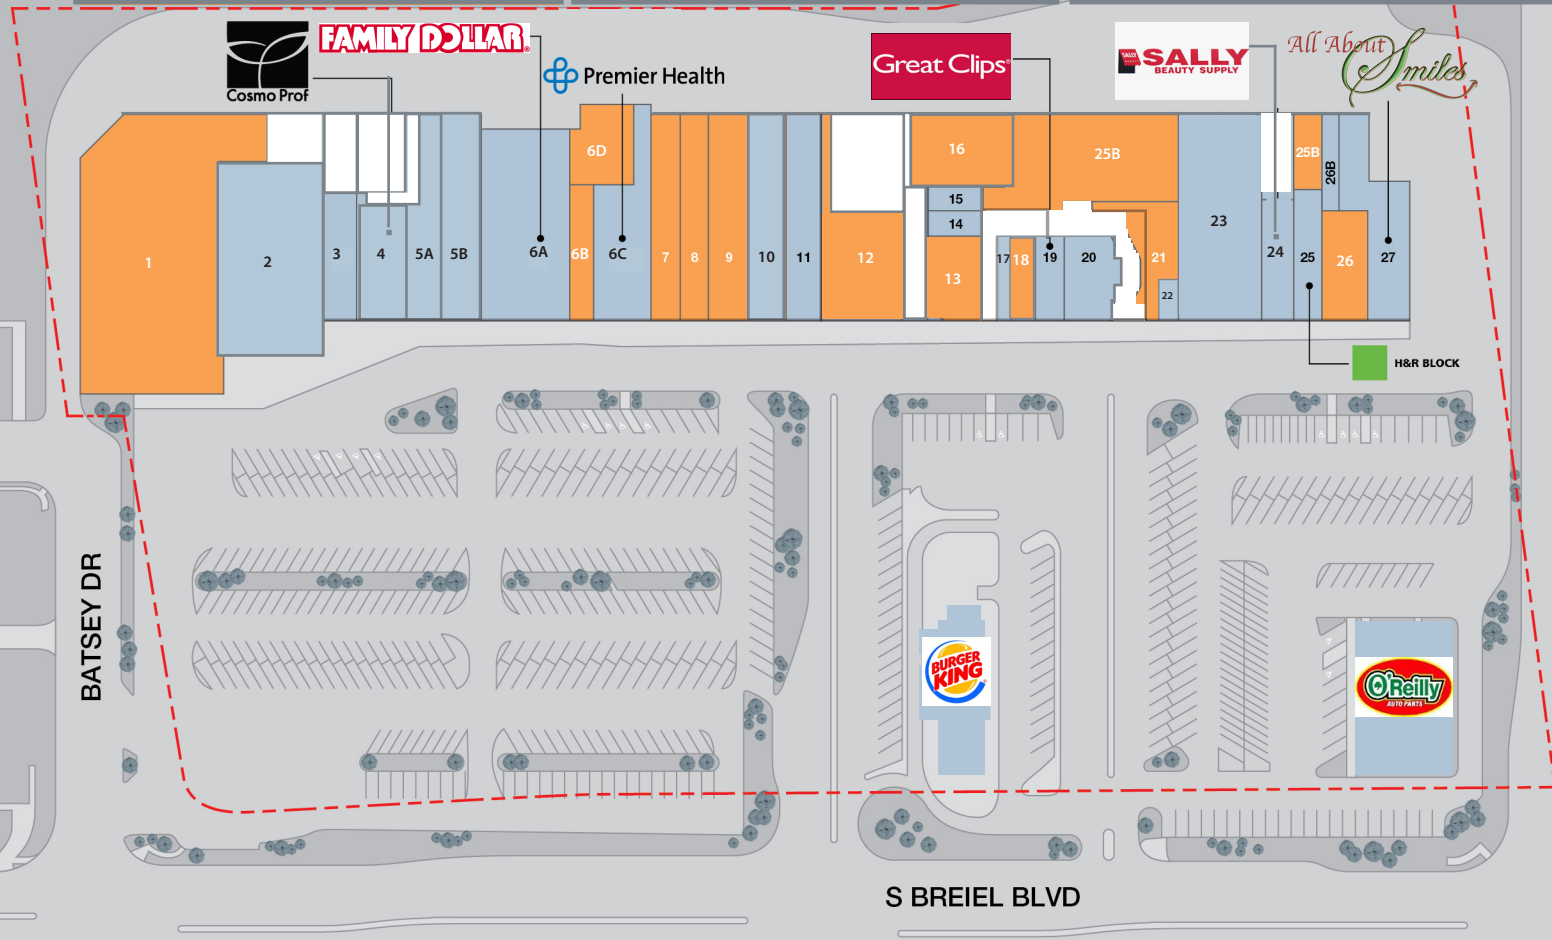 Cosmo Prof
FAMILY DOLLAR®
Premier Health
Great Clips®
SALLY
BEAUTY SUPPLY
All About
Smiles
1
2
3
4
5A
5B
6A
6B
6C
6D
7
8
9
10
11
12
13
14
15
16
17
18
19
20
21
22
23
24
25
25B
25B
26
26B
27
H&R BLOCK
BATSEY DR
BURGER
KING
O'Reilly
AUTO PARTS
S BREIEL BLVD